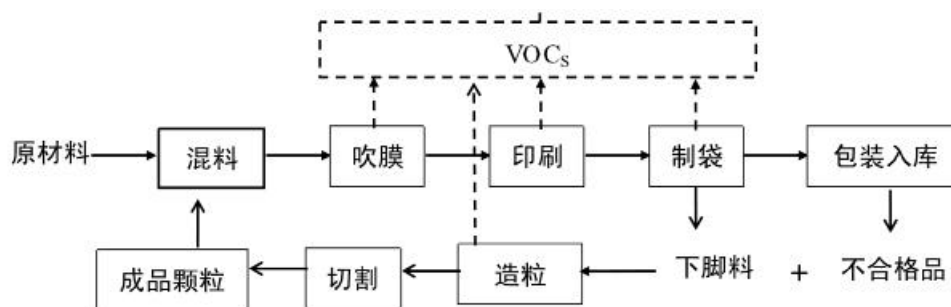 VOCS
原材料
混料
吹膜
印刷
制袋
包装入库
成品颗粒
切割
造粒
下脚料
+
不合格品